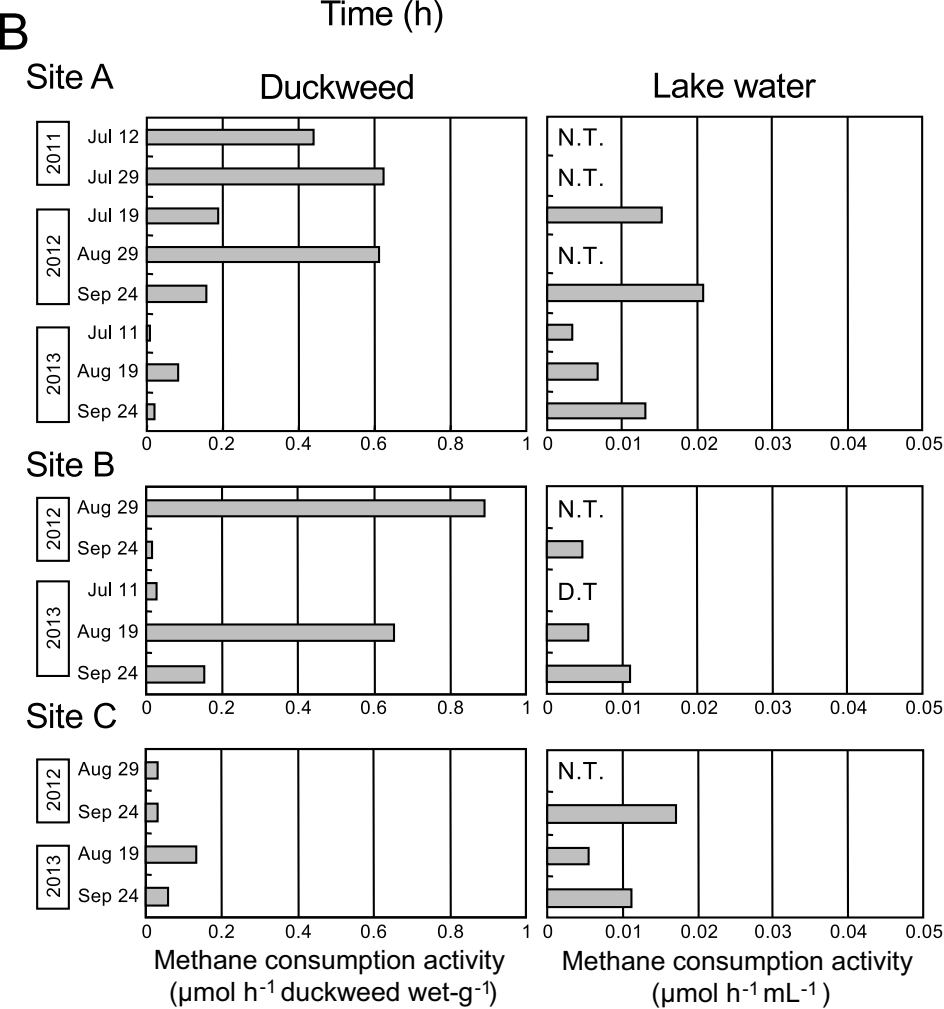 Time (h)
B
Site A
Duckweed
Lake water
2011
Jul 12
N.T.
Jul 29
N.T.
2012
Jul 19
Aug 29
N.T.
Sep 24
2013
Jul 11
Aug 19
Sep 24
0 0.2 0.4 0.6 0.8 1
0 0.01 0.02 0.03 0.04 0.05
Site B
2012
Aug 29
N.T.
Sep 24
2013
Jul 11
D.T
Aug 19
Sep 24
0 0.2 0.4 0.6 0.8 1
0 0.01 0.02 0.03 0.04 0.05
Site C
2012
Aug 29
N.T.
Sep 24
2013
Aug 19
Sep 24
0 0.2 0.4 0.6 0.8 1
0 0.01 0.02 0.03 0.04 0.05
Methane consumption activity
(µmol h⁻¹ duckweed wet-g⁻¹)
Methane consumption activity
(µmol h⁻¹ mL⁻¹ )